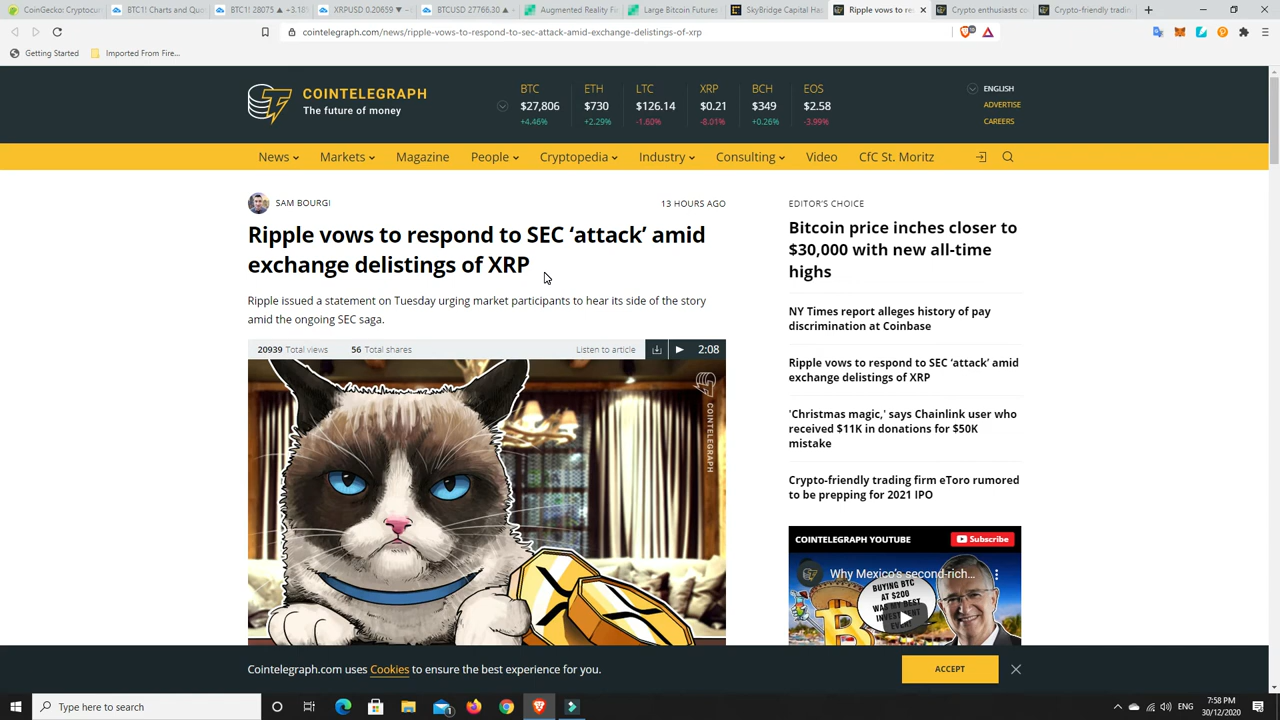 CoinGecko: Cryptocu
BTC1! Charts and Quo
BTC1! 28075 ▲ +3.18%
XRPUSD 0.20659 ▼ −
BTCUSD 27766.30 ▲ +
Augmented Reality Fi
Large Bitcoin Futures
SkyBridge Capital Has
Ripple vows to res
Crypto enthusiasts co
Crypto-friendly tradin
cointelegraph.com/news/ripple-vows-to-respond-to-sec-attack-amid-exchange-delistings-of-xrp
Getting Started
Imported From Fire...
COINTELEGRAPH
The future of money
BTC ETH LTC XRP BCH EOS
$27,806 $730 $126.14 $0.21 $349 $2.58
+4.46% +2.29% -1.60% -8.01% +0.26% -3.99%
ENGLISH
ADVERTISE
CAREERS
News Markets Magazine People Cryptopedia Industry Consulting Video CfC St. Moritz
SAM BOURGI
13 HOURS AGO
Ripple vows to respond to SEC ‘attack’ amid
exchange delistings of XRP
Ripple issued a statement on Tuesday urging market participants to hear its side of the story
amid the ongoing SEC saga.
20939 Total views 56 Total shares Listen to article 2:08
COINTELEGRAPH
EDITOR'S CHOICE
Bitcoin price inches closer to
$30,000 with new all-time
highs
NY Times report alleges history of pay
discrimination at Coinbase
Ripple vows to respond to SEC ‘attack’ amid
exchange delistings of XRP
'Christmas magic,' says Chainlink user who
received $11K in donations for $50K
mistake
Crypto-friendly trading firm eToro rumored
to be prepping for 2021 IPO
COINTELEGRAPH YOUTUBE
Subscribe
Why Mexico's second-rich...
BUYING BTC
AT $200
WAS MY BEST
INVESTMENT
EVER!
Cointelegraph.com uses Cookies to ensure the best experience for you.
ACCEPT
Type here to search
ENG
7:58 PM
30/12/2020